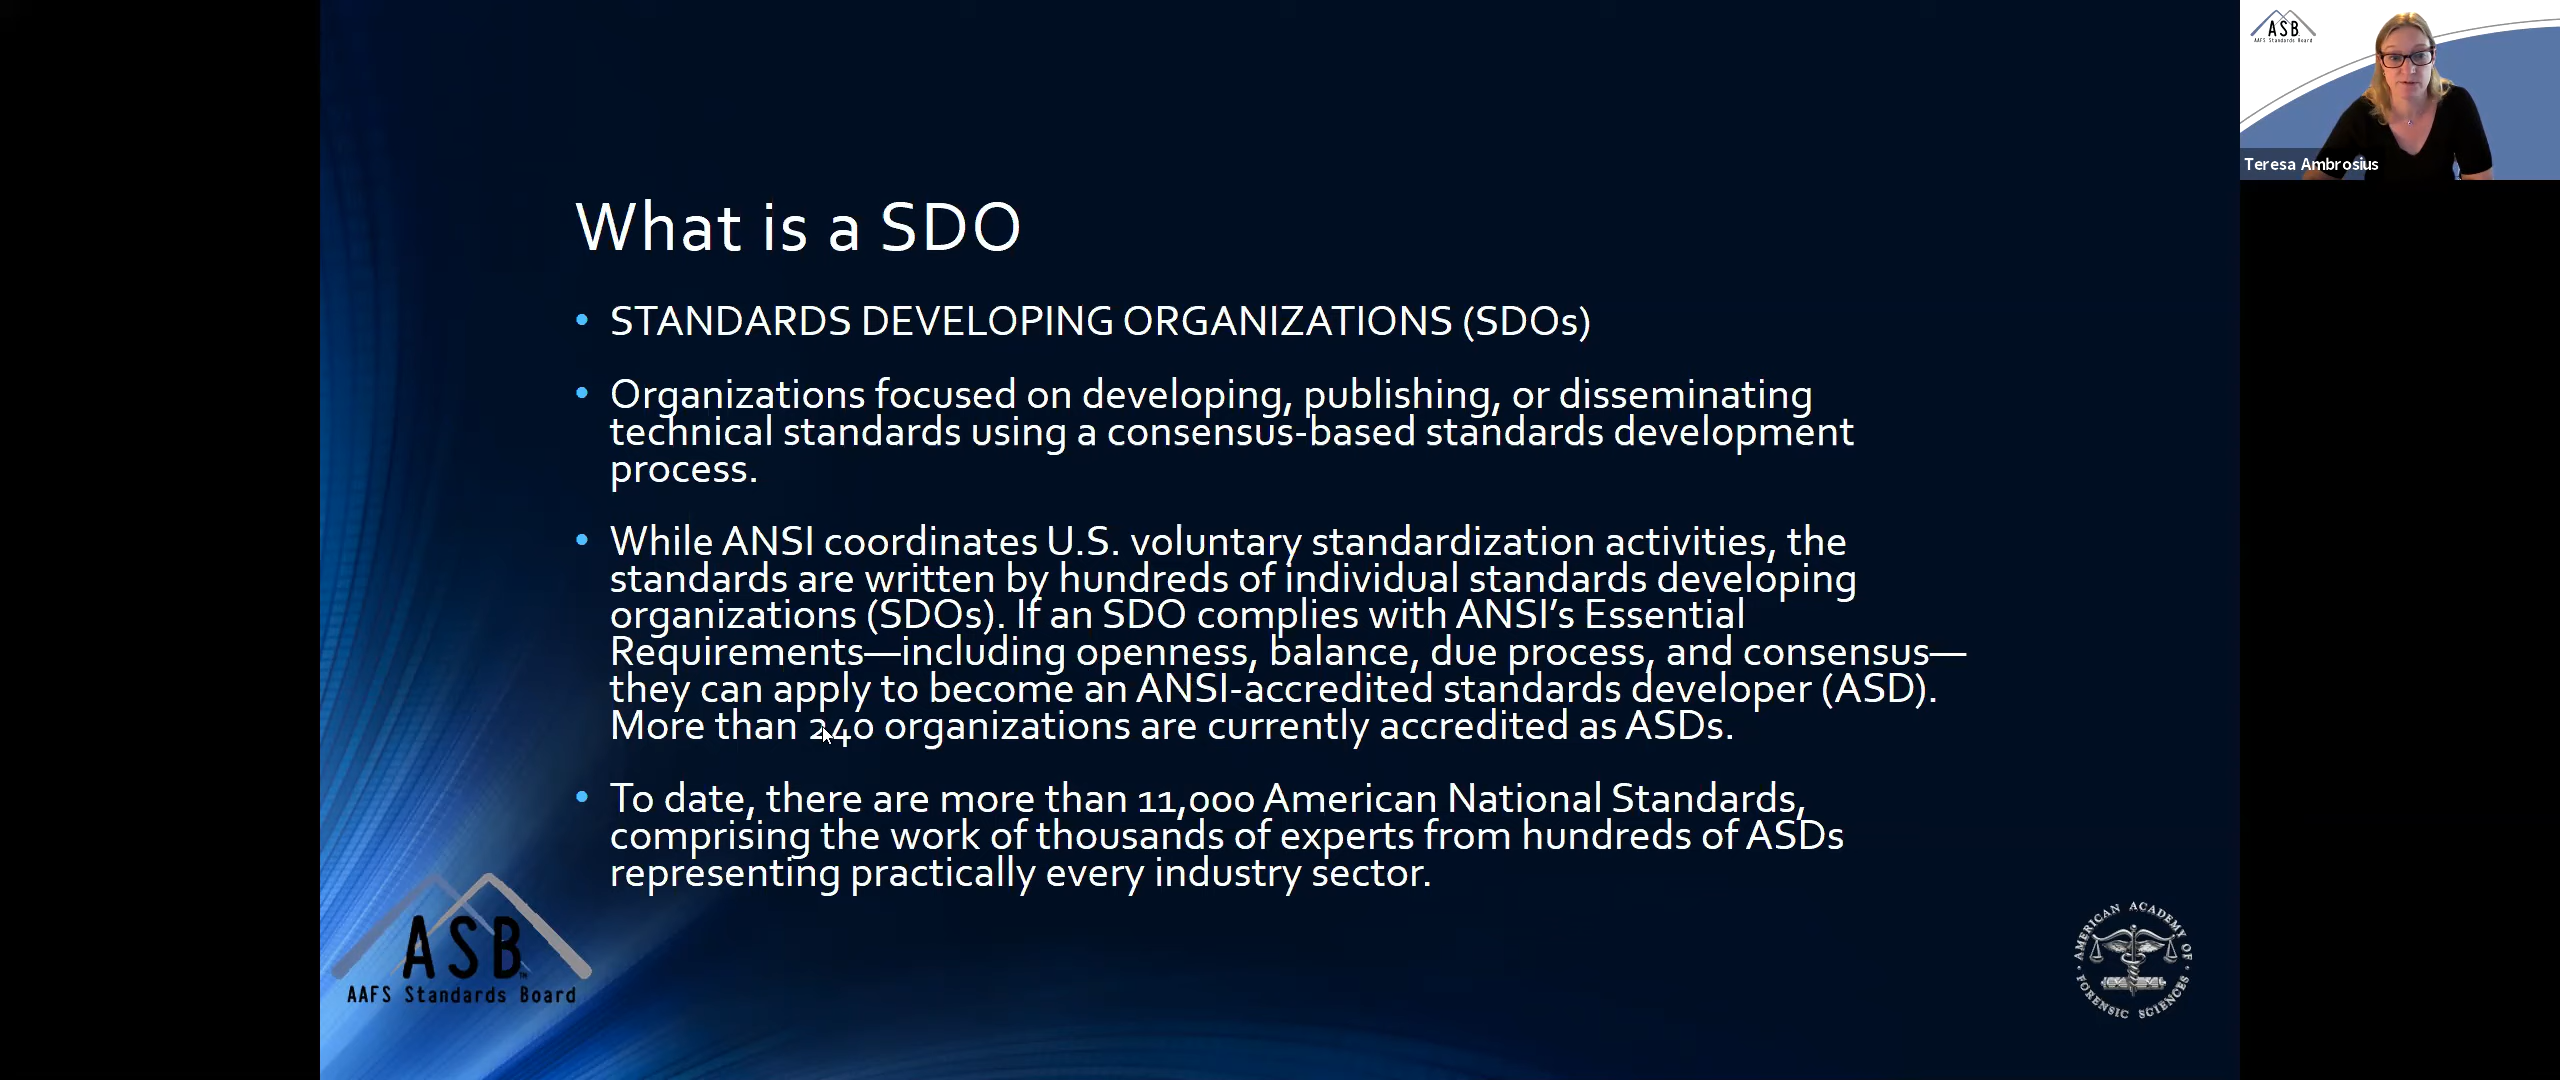 What is a SDO
• STANDARDS DEVELOPING ORGANIZATIONS (SDOs)
• Organizations focused on developing, publishing, or disseminating
technical standards using a consensus-based standards development
process.
• While ANSI coordinates U.S. voluntary standardization activities, the
standards are written by hundreds of individual standards developing
organizations (SDOs). If an SDO complies with ANSI’s Essential
Requirements—including openness, balance, due process, and consensus—
they can apply to become an ANSI-accredited standards developer (ASD).
More than 240 organizations are currently accredited as ASDs.
• To date, there are more than 11,000 American National Standards,
comprising the work of thousands of experts from hundreds of ASDs
representing practically every industry sector.
ASB™
AAFS Standards Board
AMERICAN ACADEMY OF
FORENSIC SCIENCES
ASB
AAFS Standards Board
Teresa Ambrosius